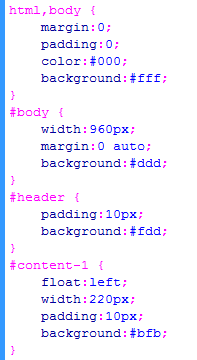 html,body {
margin:0;
padding:0;
color:#000;
background:#fff;
}
#body {
width:960px;
margin:0 auto;
background:#ddd;
}
#header {
padding:10px;
background:#fdd;
}
#content-1 {
float:left;
width:220px;
padding:10px;
background:#bfb;
}